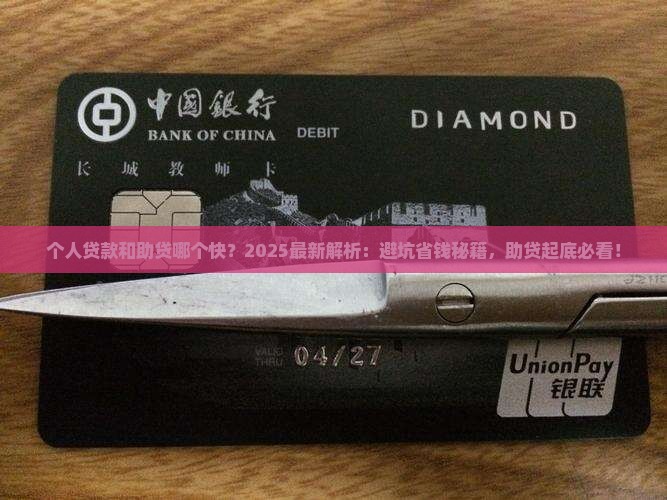 中國銀行
BANK OF CHINA
DEBIT
DIAMOND
长城教师卡
个人贷款和助贷哪个快？2025最新解析：避坑省钱秘籍，助贷起底必看！
VALID
THRU
04/27
UnionPay
银联